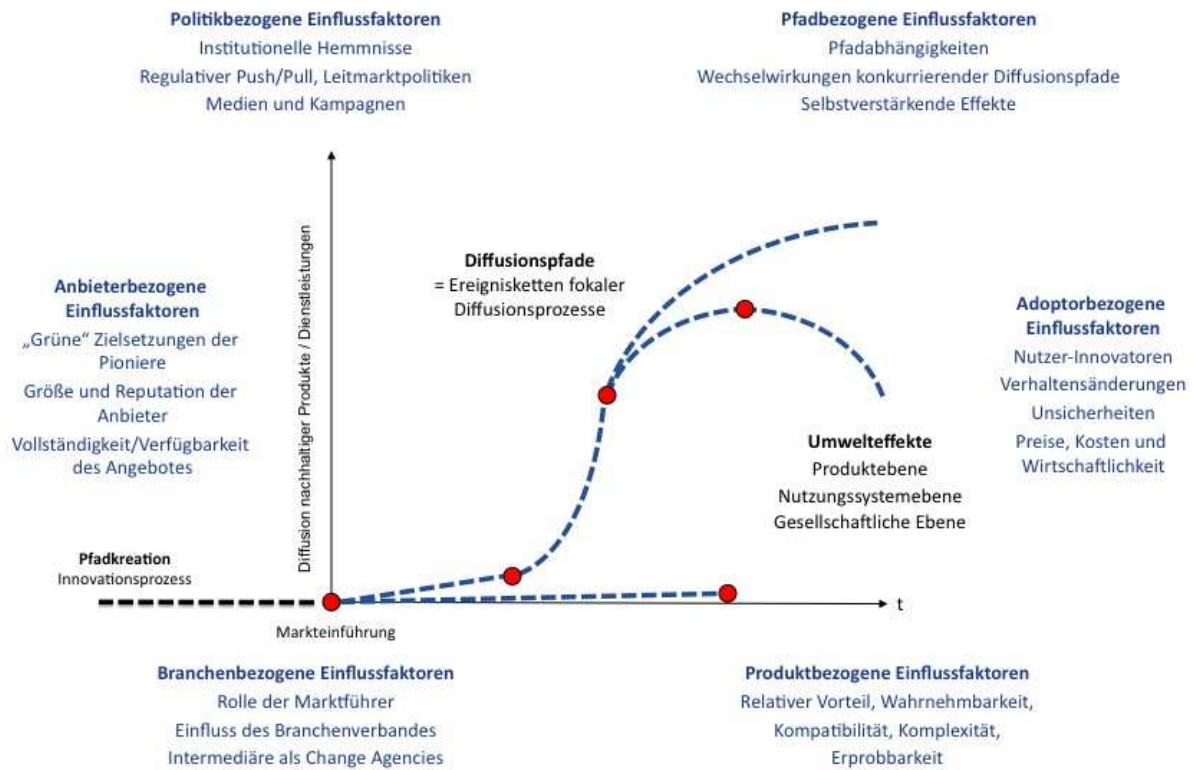 Politikbezogene Einflussfaktoren
Institutionelle Hemmnisse
Regulativer Push/Pull, Leitmarktpolitiken
Medien und Kampagnen
Pfadbezogene Einflussfaktoren
Pfadabhängigkeiten
Wechselwirkungen konkurrierender Diffusionspfade
Selbstverstärkende Effekte
Anbieterbezogene
Einflussfaktoren
„Grüne“ Zielsetzungen der
Pioniere
Größe und Reputation der
Anbieter
Vollständigkeit/Verfügbarkeit
des Angebotes
Diffusion nachhaltiger Produkte / Dienstleistungen
Diffusionspfade
= Ereignisketten fokaler
Diffusionsprozesse
Adoptorbezogene
Einflussfaktoren
Nutzer-Innovatoren
Verhaltensänderungen
Unsicherheiten
Preise, Kosten und
Wirtschaftlichkeit
Umwelteffekte
Produktebene
Nutzungssystemebene
Gesellschaftliche Ebene
Pfadkreation
Innovationsprozess
t
Markteinführung
Branchenbezogene Einflussfaktoren
Rolle der Marktführer
Einfluss des Branchenverbandes
Intermediäre als Change Agencies
Produktbezogene Einflussfaktoren
Relativer Vorteil, Wahrnehmbarkeit,
Kompatibilität, Komplexität,
Erprobbarkeit